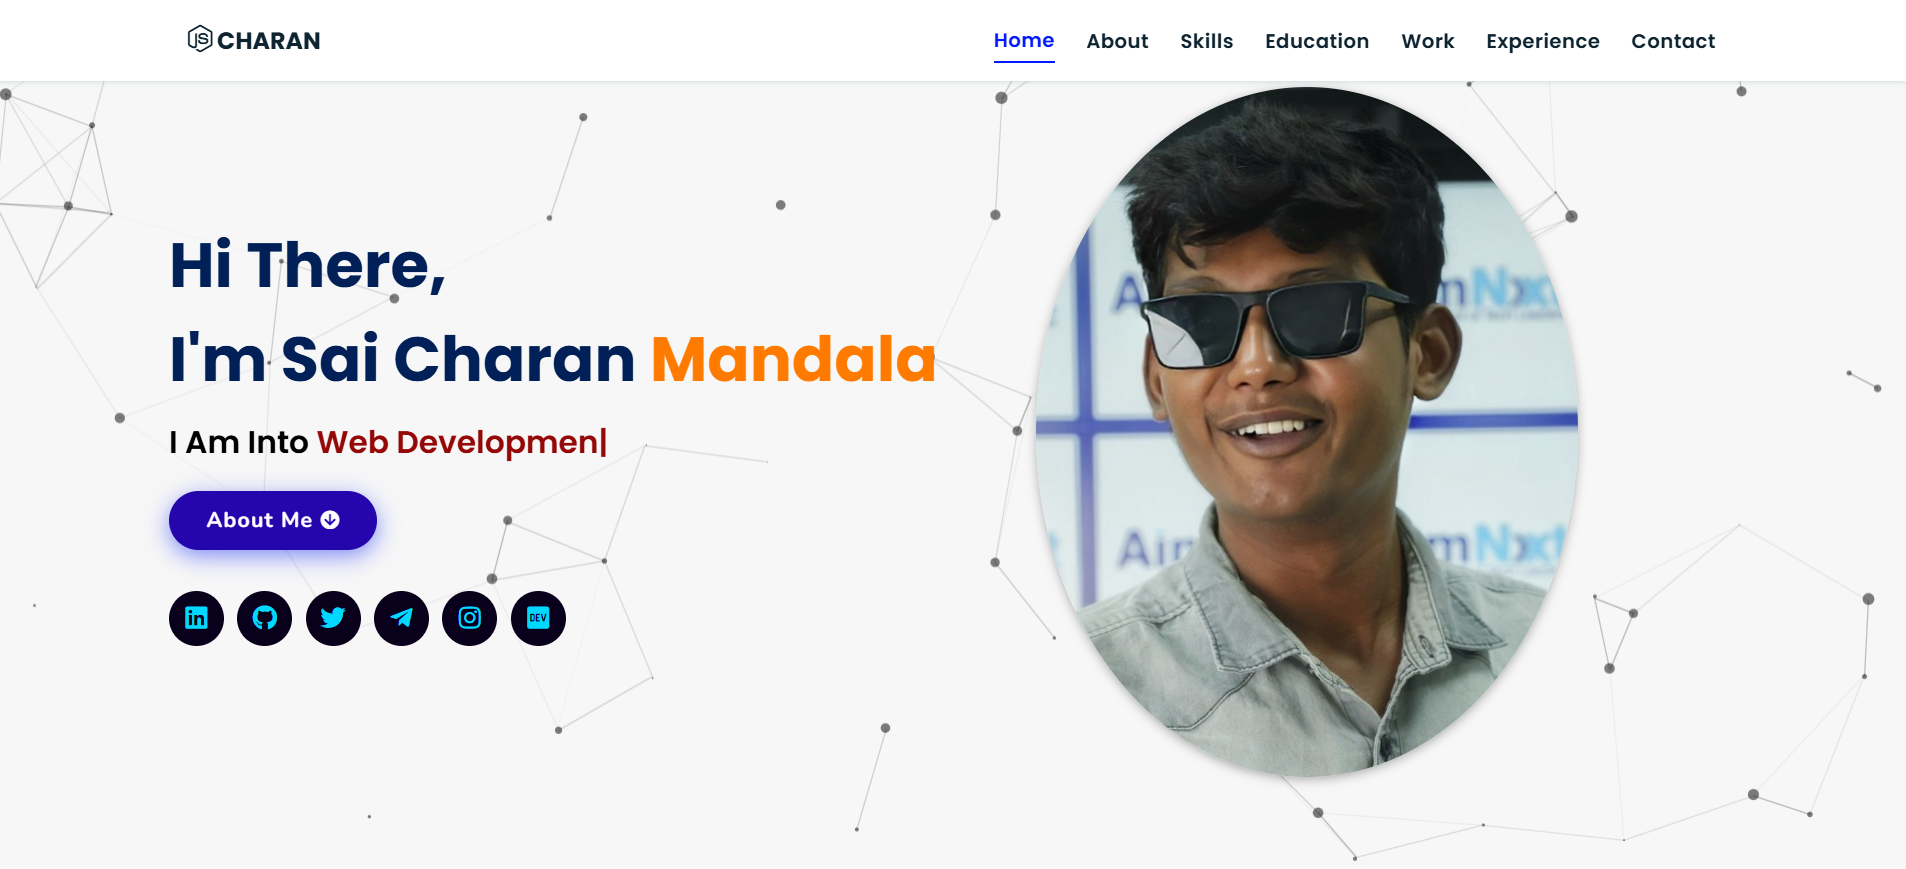 JS CHARAN
Home About Skills Education Work Experience Contact
Hi There,
I'm Sai Charan Mandala
I Am Into Web Developmen|
About Me
in
DEV